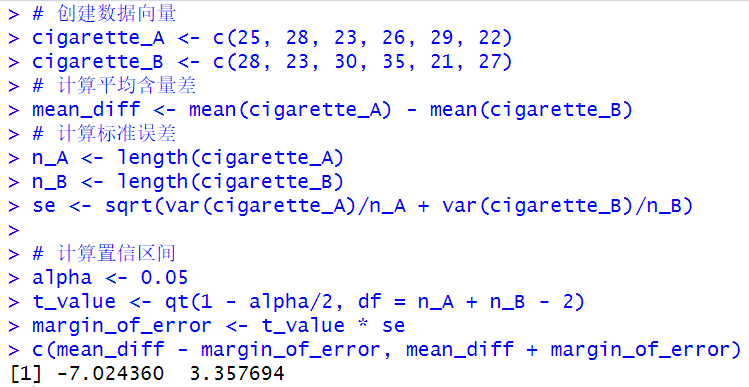 > # 创建数据向量
> cigarette_A <- c(25, 28, 23, 26, 29, 22)
> cigarette_B <- c(28, 23, 30, 35, 21, 27)
> # 计算平均含量差
> mean_diff <- mean(cigarette_A) - mean(cigarette_B)
> # 计算标准误差
> n_A <- length(cigarette_A)
> n_B <- length(cigarette_B)
> se <- sqrt(var(cigarette_A)/n_A + var(cigarette_B)/n_B)
>
> # 计算置信区间
> alpha <- 0.05
> t_value <- qt(1 - alpha/2, df = n_A + n_B - 2)
> margin_of_error <- t_value * se
> c(mean_diff - margin_of_error, mean_diff + margin_of_error)
[1] -7.024360  3.357694